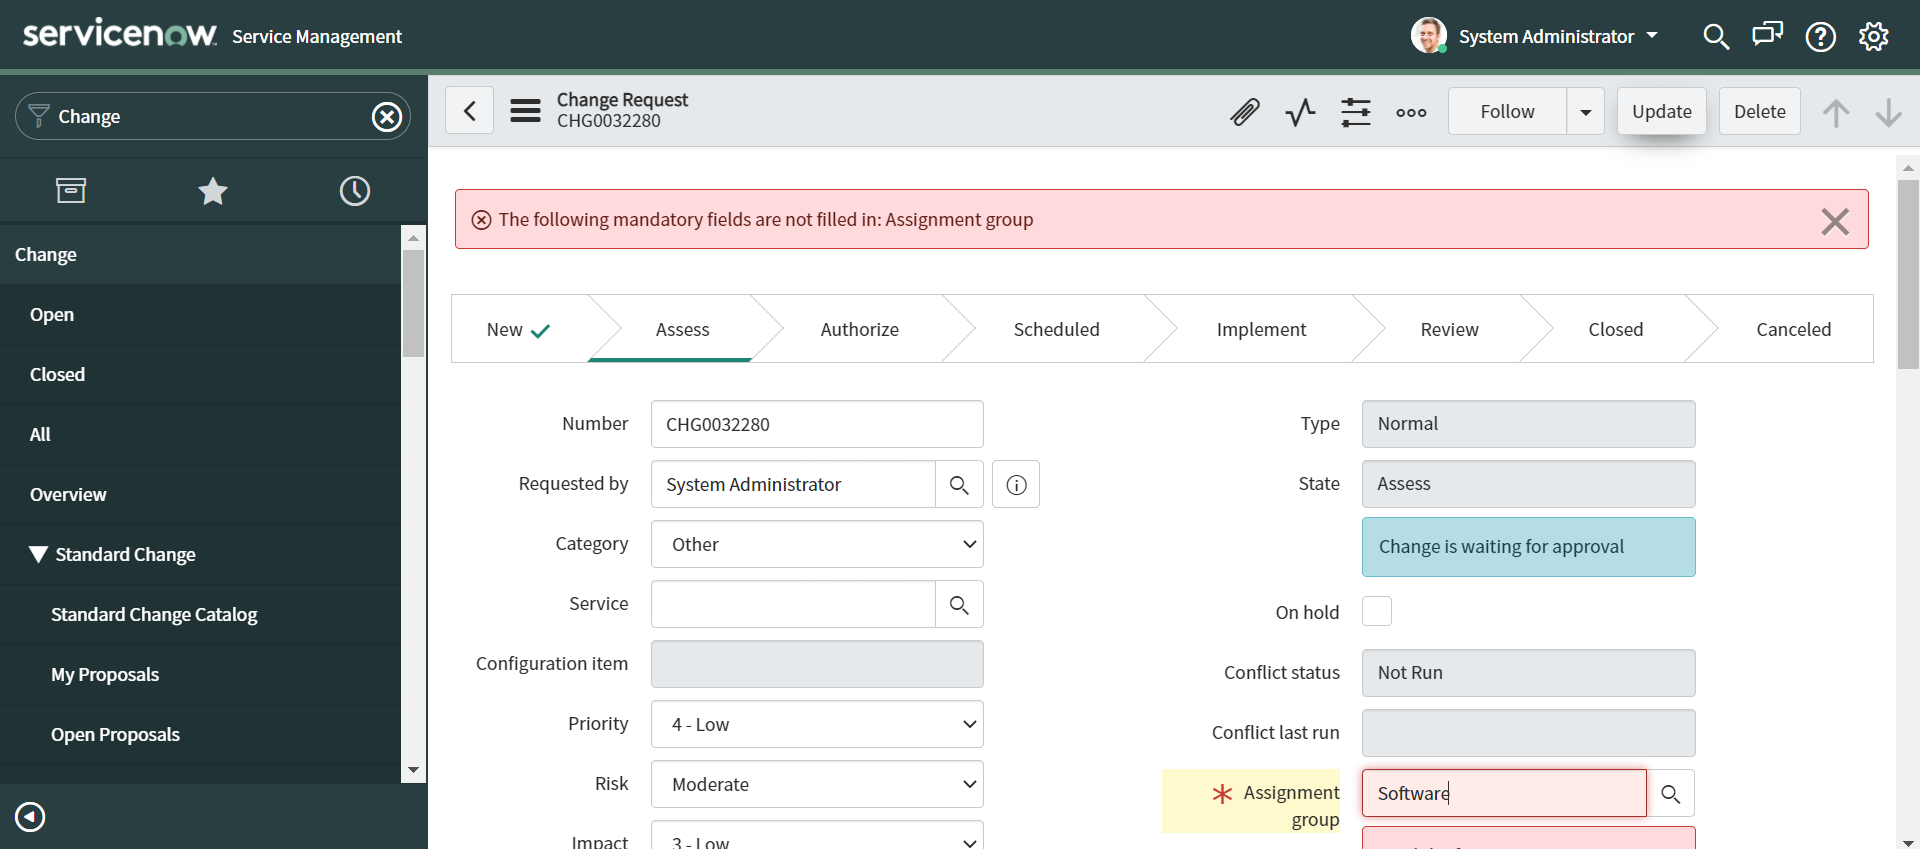 servicenow Service Management
System Administrator
Change
Change Request
CHG0032280
Follow
Update
Delete
The following mandatory fields are not filled in: Assignment group
Change
Open
Closed
All
Overview
Standard Change
Standard Change Catalog
My Proposals
Open Proposals
New
Assess
Authorize
Scheduled
Implement
Review
Closed
Canceled
Number
CHG0032280
Requested by
System Administrator
Category
Other
Service
Configuration item
Priority
4 - Low
Risk
Moderate
Impact
3 - Low
Type
Normal
State
Assess
Change is waiting for approval
On hold
Conflict status
Not Run
Conflict last run
Assignment
group
Software